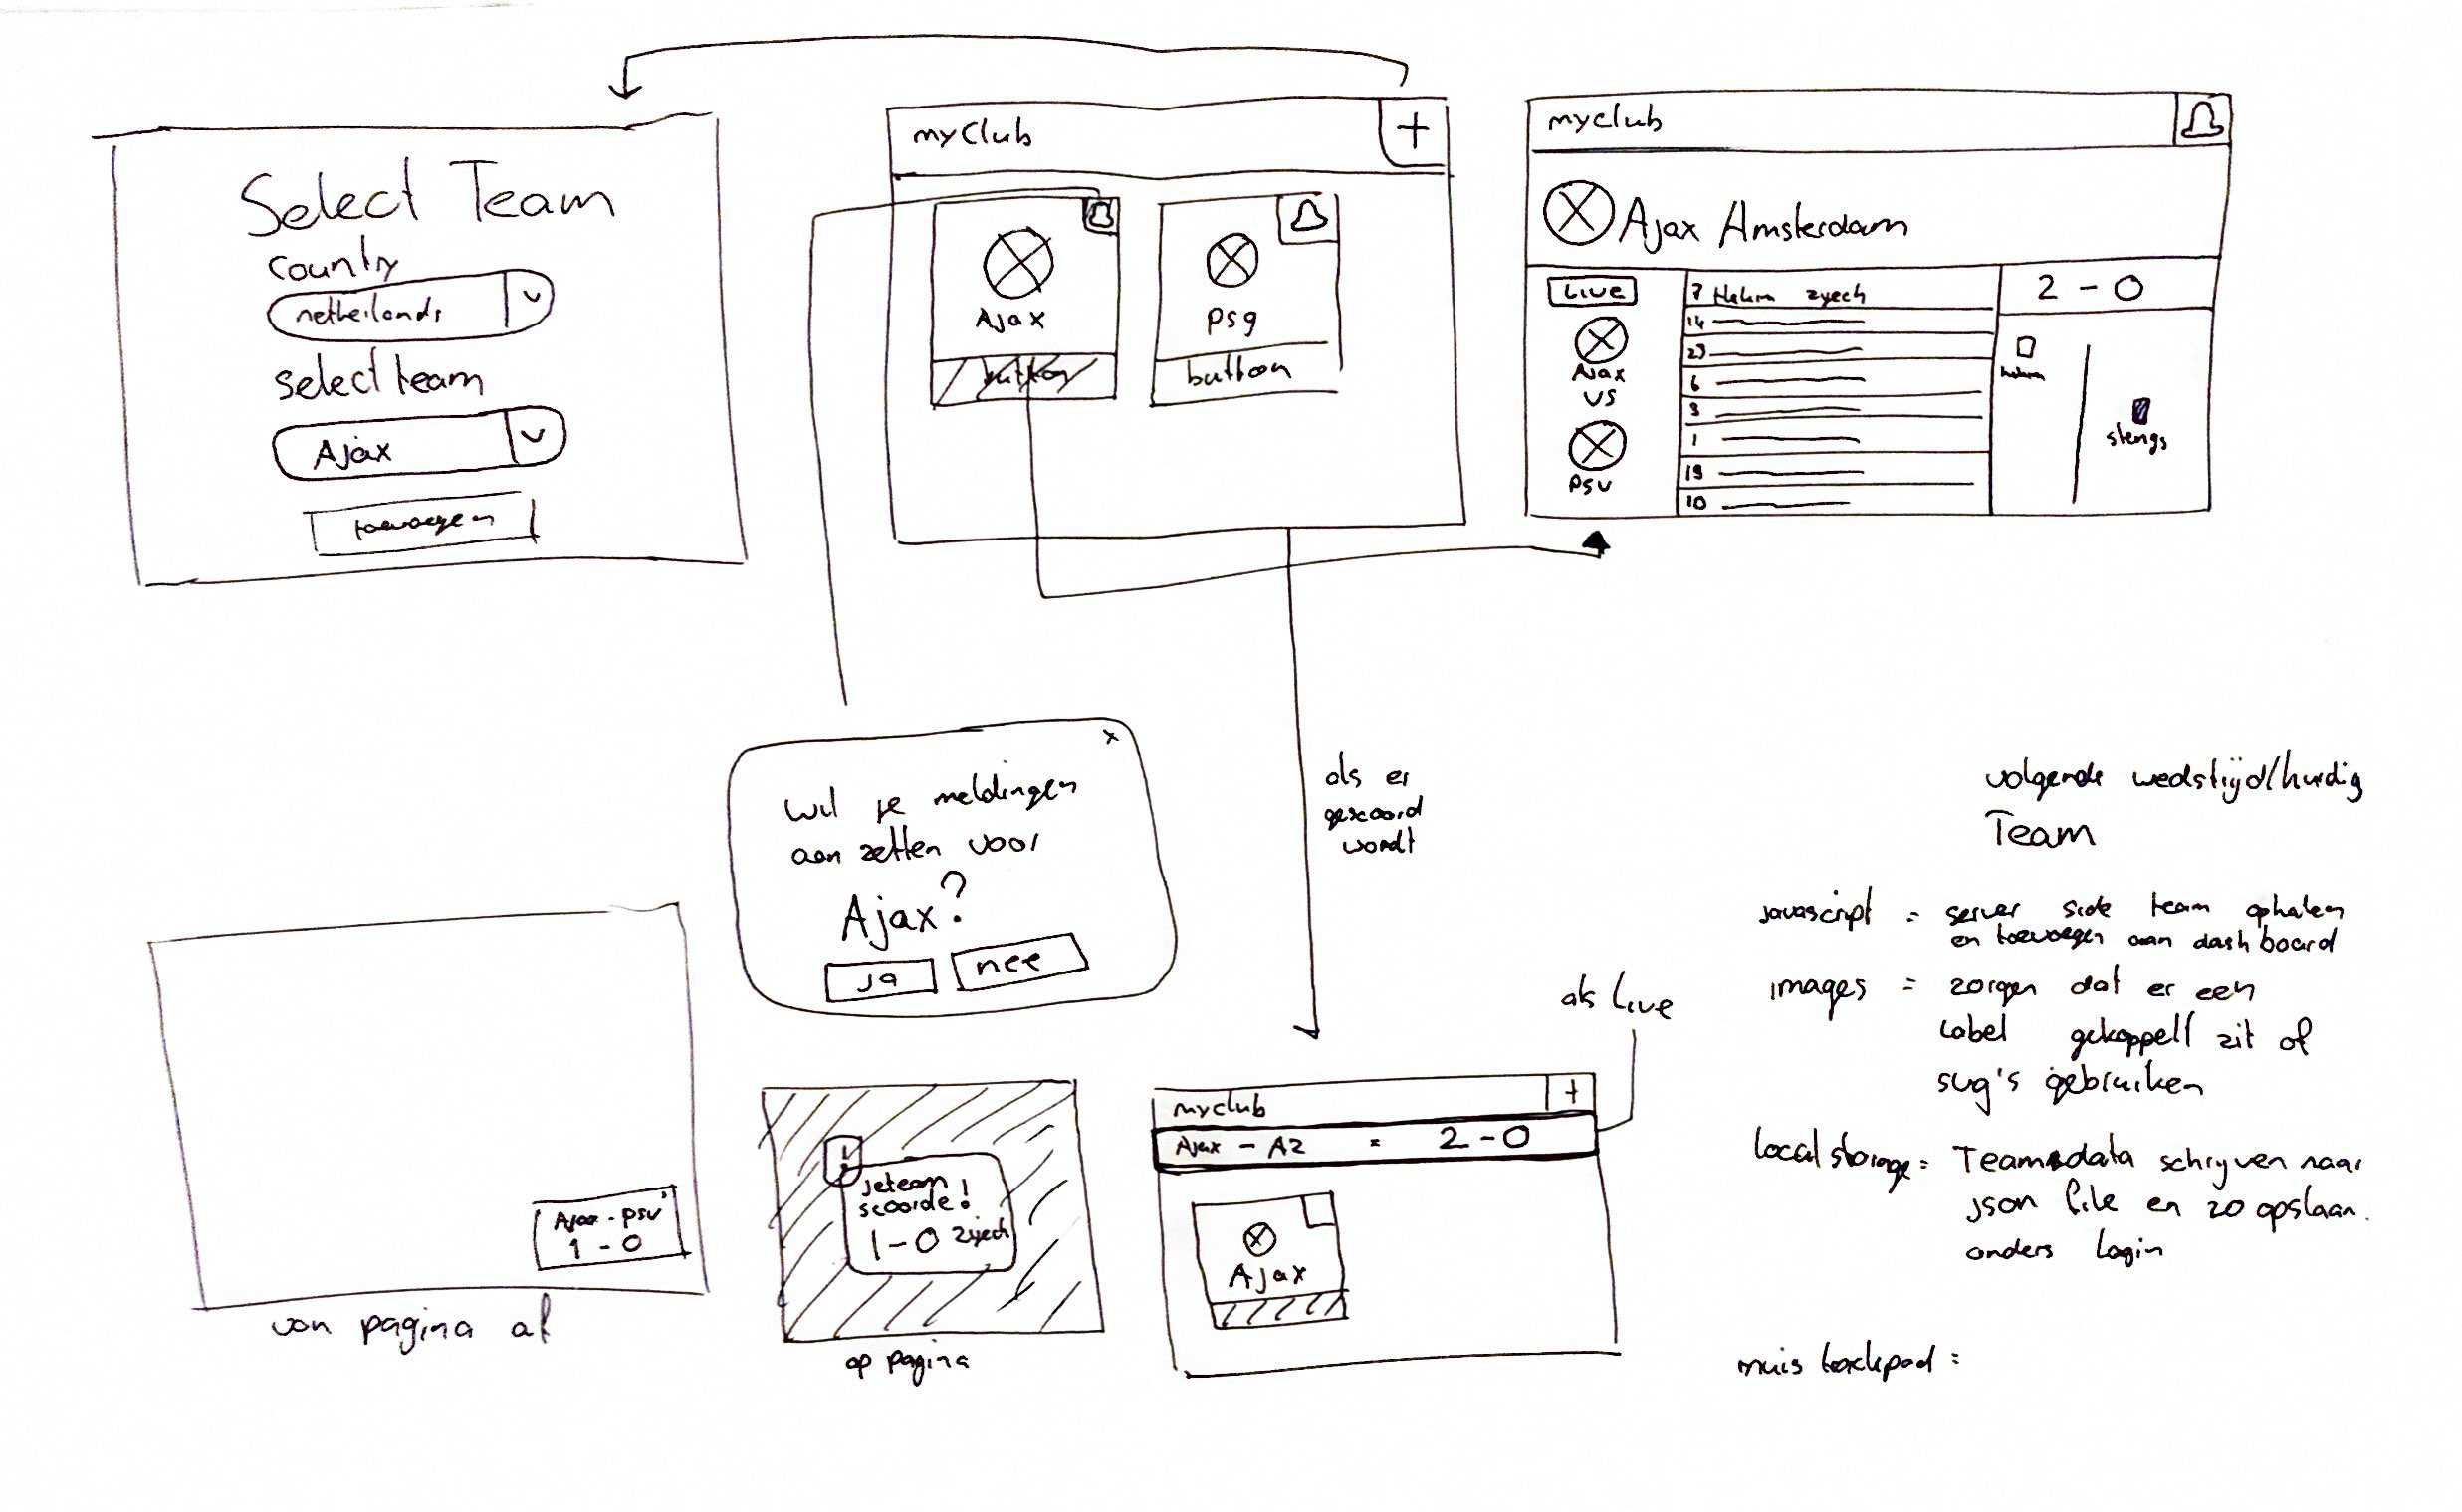 Select Team
country
netherlands
select team
Ajax
toevoegen
myClub
+
Ajax
button
psg
button
myclub
Ajax Amsterdam
Live
Ajax
vs
PSV
7 Hakim zyech
14
23
6
9
1
19
10
2 - 0
hakim
stengs
x
wil je meldingen
aan zetten voor
Ajax?
ja
nee
als er
gescoord
wordt
Ajax - psv
1 - 0
van pagina af
!
je team
scoorde!
1 - 0 zyech
op pagina
als Live
myclub
+
Ajax - AZ = 2 - 0
Ajax
volgende wedstrijd/huidig
Team
javascript = server side team ophalen
en toevoegen aan dashboard
images = zorgen dat er een
label gekoppelt zit of
svg's gebruiken
local storage = Teamdata schrijven naar
json file en zo opslaan.
anders login
muis trackpad =